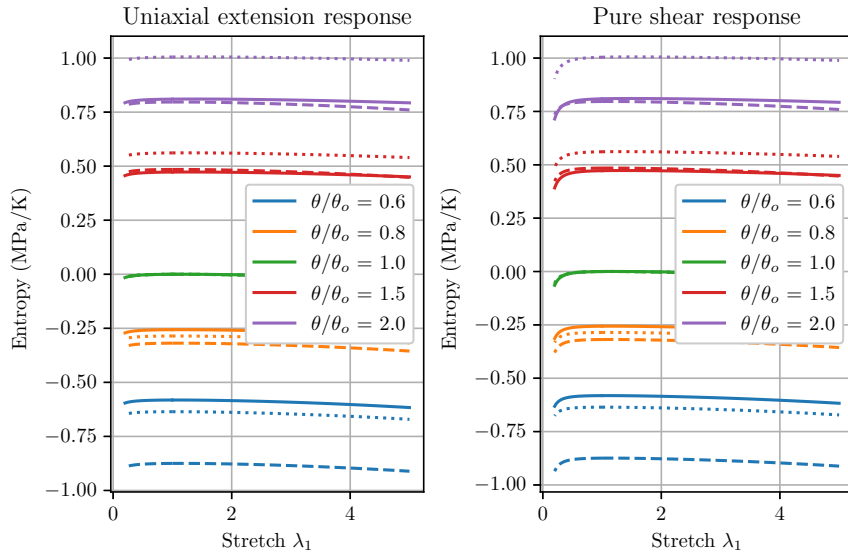 Uniaxial extension response
1.00
0.75
0.50
0.25
0.00
−0.25
−0.50
−0.75
−1.00
Entropy (MPa/K)
θ/θₒ = 0.6
θ/θₒ = 0.8
θ/θₒ = 1.0
θ/θₒ = 1.5
θ/θₒ = 2.0
0 2 4
Stretch λ₁
Pure shear response
1.00
0.75
0.50
0.25
0.00
−0.25
−0.50
−0.75
−1.00
Entropy (MPa/K)
θ/θₒ = 0.6
θ/θₒ = 0.8
θ/θₒ = 1.0
θ/θₒ = 1.5
θ/θₒ = 2.0
0 2 4
Stretch λ₁